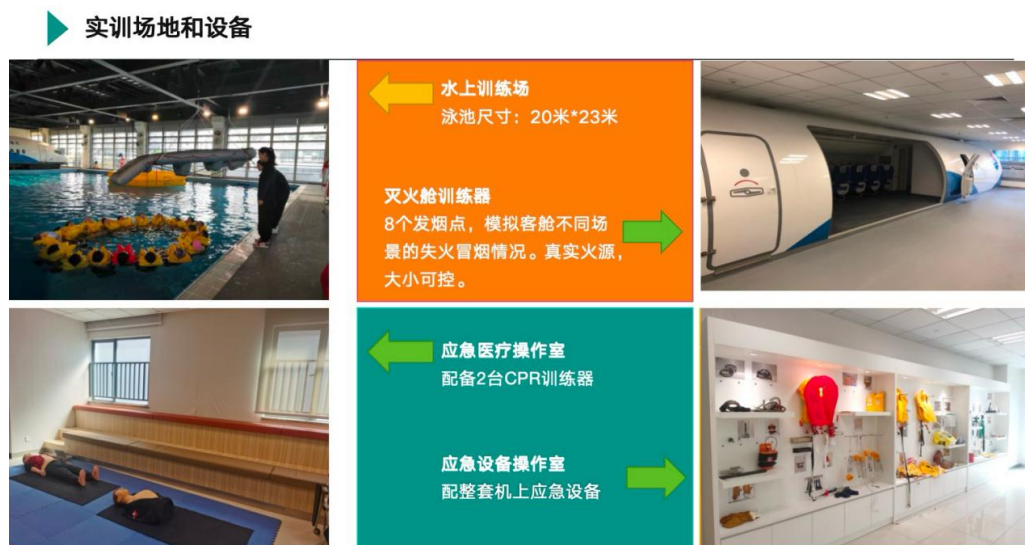 实训场地和设备
水上训练场
泳池尺寸：20米*23米
灭火舱训练器
8个发烟点，模拟客舱不同场
景的失火冒烟情况。真实火源，
大小可控。
应急医疗操作室
配备2台CPR训练器
应急设备操作室
配整套机上应急设备